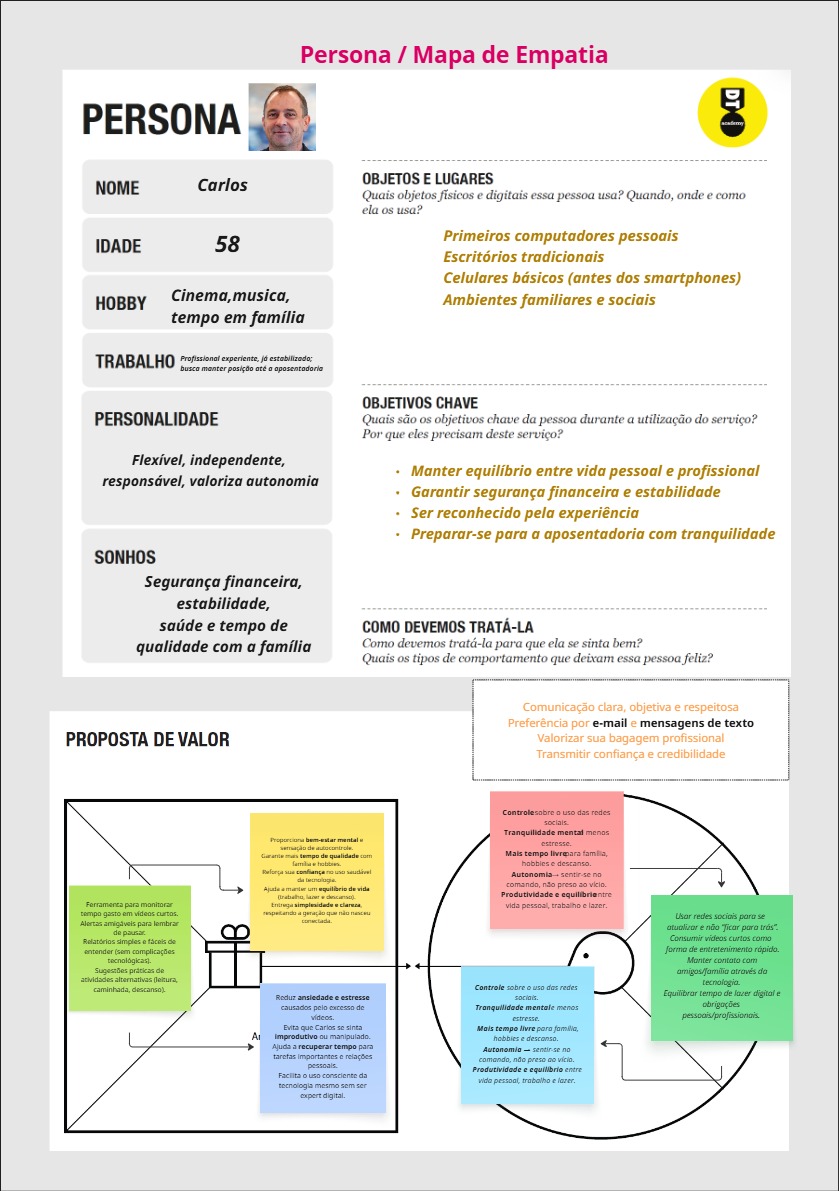 Persona / Mapa de Empatia
PERSONA
DT
academy
NOME Carlos
IDADE 58
HOBBY Cinema,musica,
tempo em família
TRABALHO Profissional experiente, já estabilizado;
busca manter posição até a aposentadoria
PERSONALIDADE
Flexível, independente,
responsável, valoriza autonomia
SONHOS
Segurança financeira,
estabilidade,
saúde e tempo de
qualidade com a família
OBJETOS E LUGARES
Quais objetos físicos e digitais essa pessoa usa? Quando, onde e como
ela os usa?
Primeiros computadores pessoais
Escritórios tradicionais
Celulares básicos (antes dos smartphones)
Ambientes familiares e sociais
OBJETIVOS CHAVE
Quais são os objetivos chave da pessoa durante a utilização do serviço?
Por que eles precisam deste serviço?
• Manter equilíbrio entre vida pessoal e profissional
• Garantir segurança financeira e estabilidade
• Ser reconhecido pela experiência
• Preparar-se para a aposentadoria com tranquilidade
COMO DEVEMOS TRATÁ-LA
Como devemos tratá-la para que ela se sinta bem?
Quais os tipos de comportamento que deixam essa pessoa feliz?
Comunicação clara, objetiva e respeitosa
Preferência por e-mail e mensagens de texto
Valorizar sua bagagem profissional
Transmitir confiança e credibilidade
PROPOSTA DE VALOR
Proporciona bem-estar mental e
sensação de autocontrole.
Garante mais tempo de qualidade com
família e hobbies.
Reforça sua confiança no uso saudável
da tecnologia.
Ajuda a manter um equilíbrio de vida
(trabalho, lazer e descanso).
Entrega simplesidade e clareza,
respeitando a geração que não nasceu
conectada.
Ferramenta para monitorar
tempo gasto em vídeos curtos.
Alertas amigáveis para lembrar
de pausar.
Relatórios simples e fáceis de
entender (sem complicações
tecnológicas).
Sugestões práticas de
atividades alternativas (leitura,
caminhada, descanso).
Reduz ansiedade e estresse
causados pelo excesso de
vídeos.
Evita que Carlos se sinta
improdutivo ou manipulado.
Ajuda a recuperar tempo para
tarefas importantes e relações
pessoais.
Facilita o uso consciente da
tecnologia mesmo sem ser
expert digital.
Controle sobre o uso das redes
sociais.
Tranquilidade mental e menos
estresse.
Mais tempo livre para família,
hobbies e descanso.
Autonomia → sentir-se no
comando, não preso ao vício.
Produtividade e equilíbrio entre
vida pessoal, trabalho e lazer.
Usar redes sociais para se
atualizar e não “ficar para trás”.
Consumir vídeos curtos como
forma de entretenimento rápido.
Manter contato com
amigos/família através da
tecnologia.
Equilibrar tempo de lazer digital e
obrigações
pessoais/profissionais.
Controle sobre o uso das redes
sociais.
Tranquilidade mental e menos
estresse.
Mais tempo livre para família,
hobbies e descanso.
Autonomia → sentir-se no
comando, não preso ao vício.
Produtividade e equilíbrio entre
vida pessoal, trabalho e lazer.